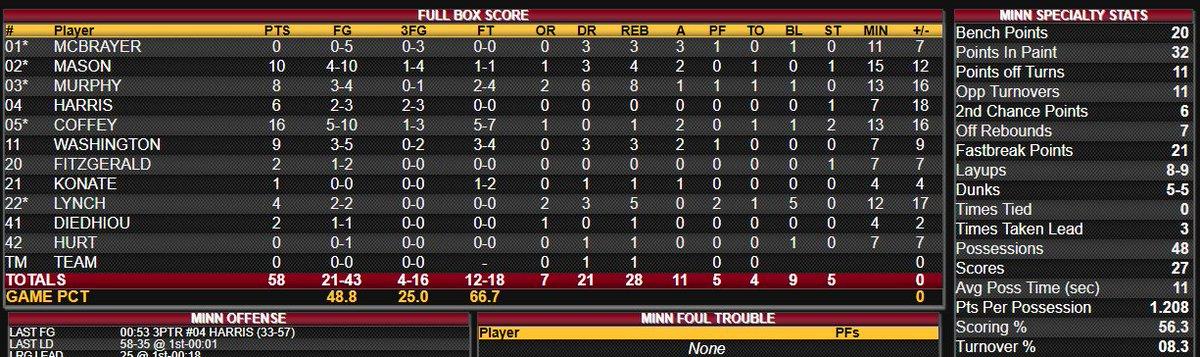 FULL BOX SCORE
# Player PTS FG 3FG FT OR DR REB A PF TO BL ST MIN +/-
01* MCBRAYER 0 0-5 0-3 0-0 0 3 3 3 1 0 1 0 11 7
02* MASON 10 4-10 1-4 1-1 1 3 4 2 0 1 0 1 15 12
03* MURPHY 8 3-4 0-1 2-4 2 6 8 1 1 1 1 0 13 16
04 HARRIS 6 2-3 2-3 0-0 0 0 0 0 0 0 0 1 7 18
05* COFFEY 16 5-10 1-3 5-7 1 0 1 2 0 1 1 2 13 16
11 WASHINGTON 9 3-5 0-2 3-4 0 3 3 2 1 0 0 0 7 9
20 FITZGERALD 2 1-2 0-0 0-0 0 0 0 0 0 0 0 1 7 7
21 KONATE 1 0-0 0-0 1-2 0 1 1 1 0 0 0 0 4 4
22* LYNCH 4 2-2 0-0 0-0 2 3 5 0 2 1 5 0 12 17
41 DIEDHIOU 2 1-1 0-0 0-0 1 0 1 0 0 0 0 0 4 2
42 HURT 0 0-1 0-0 0-0 0 1 1 0 0 0 1 0 7 7
TM TEAM 0 0-0 0-0 - 0 1 1 0 0 0
TOTALS 58 21-43 4-16 12-18 7 21 28 11 5 4 9 5 0
GAME PCT 48.8 25.0 66.7 0
MINN OFFENSE
LAST FG 00:53 3PTR #04 HARRIS (33-57)
LAST LD 58-35 @ 1st-00:01
LRG LEAD 25 @ 1st-00:18
MINN FOUL TROUBLE
Player PFs
None
MINN SPECIALTY STATS
Bench Points 20
Points In Paint 32
Points off Turns 11
Opp Turnovers 11
2nd Chance Points 6
Off Rebounds 7
Fastbreak Points 21
Layups 8-9
Dunks 5-5
Times Tied 0
Times Taken Lead 3
Possessions 48
Scores 27
Avg Poss Time (sec) 11
Pts Per Possession 1.208
Scoring % 56.3
Turnover % 08.3